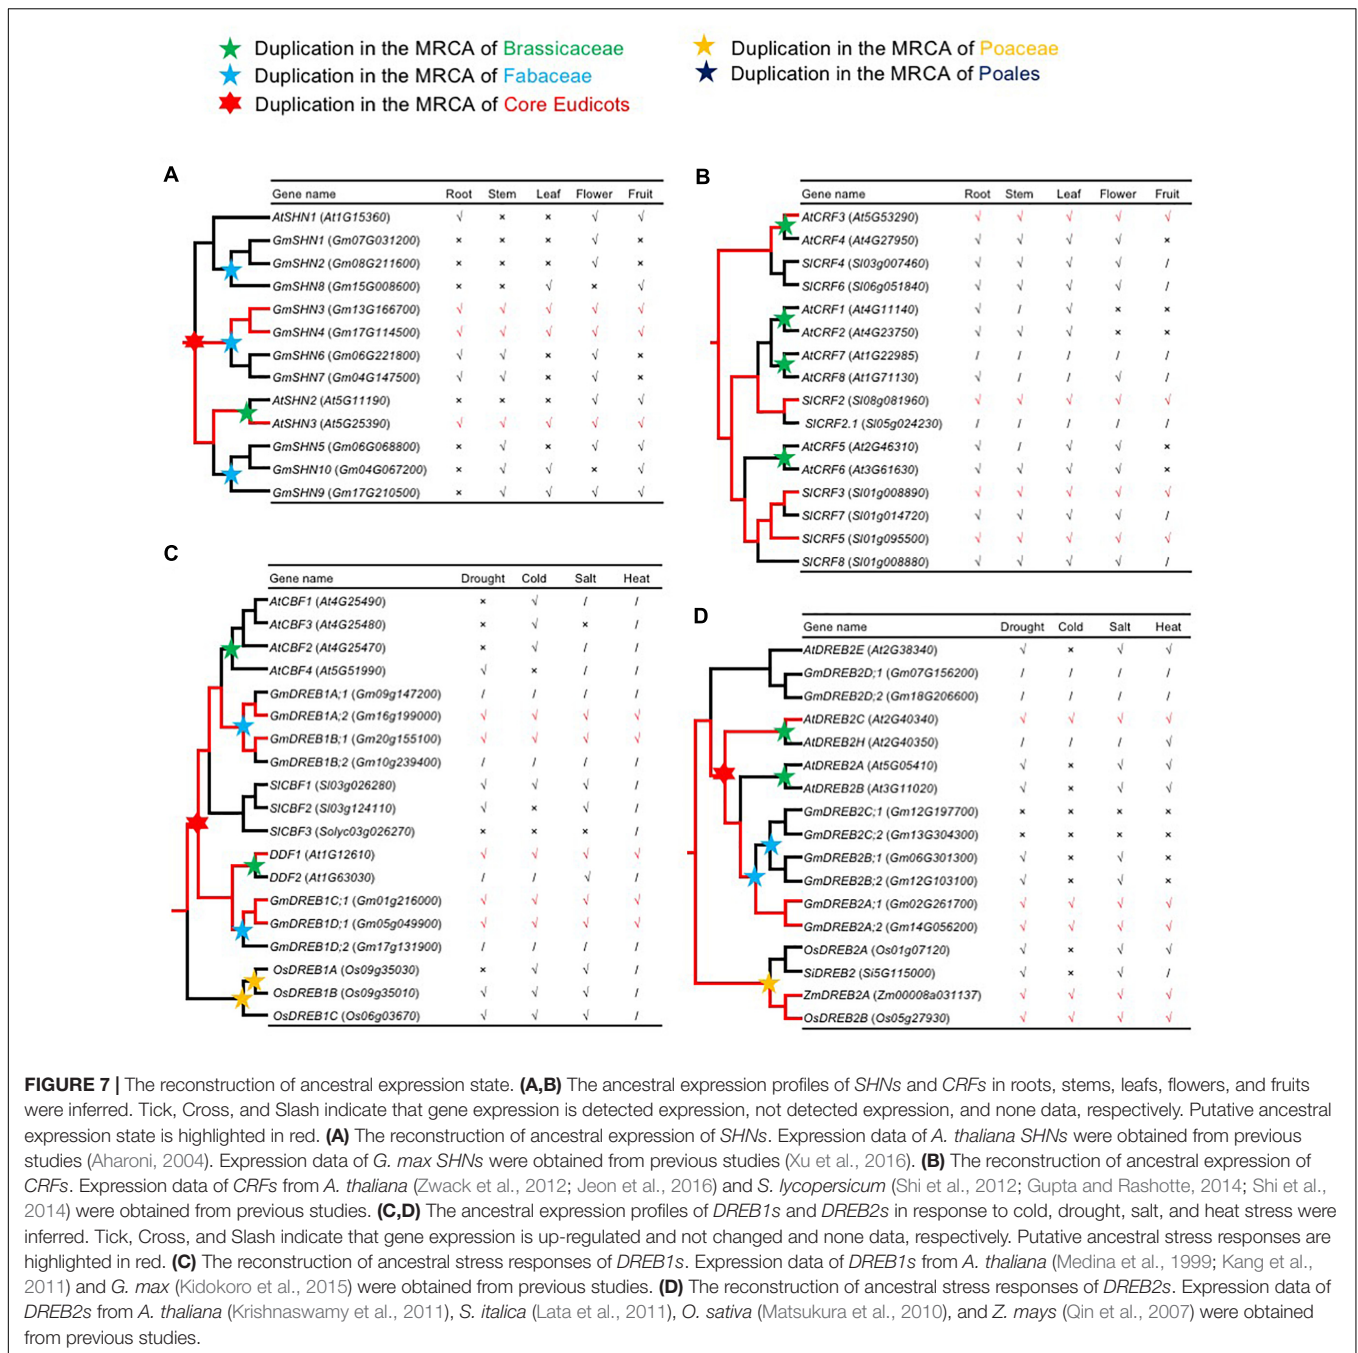 Duplication in the MRCA of Brassicaceae
Duplication in the MRCA of Fabaceae
Duplication in the MRCA of Core Eudicots
Duplication in the MRCA of Poaceae
Duplication in the MRCA of Poales
A
Gene name Root Stem Leaf Flower Fruit
AtSHN1 (At1G15360) √ × × √ √
GmSHN1 (Gm07G031200) × × × √ ×
GmSHN2 (Gm08G211600) × × × √ ×
GmSHN8 (Gm15G008600) × × √ × √
GmSHN3 (Gm13G166700) √ √ √ √ √
GmSHN4 (Gm17G114500) √ √ √ √ √
GmSHN6 (Gm06G221800) √ √ × √ ×
GmSHN7 (Gm04G147500) √ √ × √ ×
AtSHN2 (At5G11190) × × × √ √
AtSHN3 (At5G25390) √ √ √ √ √
GmSHN5 (Gm06G068800) × √ × √ √
GmSHN10 (Gm04G067200) × √ √ × √
GmSHN9 (Gm17G210500) × √ √ √ √
B
Gene name Root Stem Leaf Flower Fruit
AtCRF3 (At5G53290) √ √ √ √ √
AtCRF4 (At4G27950) √ √ √ √ ×
SlCRF4 (Sl03g007460) √ √ √ √ /
SlCRF6 (Sl06g051840) √ √ √ √ /
AtCRF1 (At4G11140) √ / √ × ×
AtCRF2 (At4G23750) √ √ √ × ×
AtCRF7 (At1G22985) / / / / /
AtCRF8 (At1G71130) √ / / √ /
SlCRF2 (Sl08g081960) √ √ √ √ √
SlCRF2.1 (Sl05g024230) / / / / /
AtCRF5 (At2G46310) √ / √ √ ×
AtCRF6 (At3G61630) √ √ √ √ ×
SlCRF3 (Sl01g008890) √ √ √ √ √
SlCRF7 (Sl01g014720) √ √ √ √ /
SlCRF5 (Sl01g095500) √ √ √ √ √
SlCRF8 (Sl01g008880) √ √ √ √ /
C
Gene name Drought Cold Salt Heat
AtCBF1 (At4G25490) × √ / /
AtCBF3 (At4G25480) × √ × /
AtCBF2 (At4G25470) × √ / /
AtCBF4 (At5G51990) √ × / /
GmDREB1A;1 (Gm09g147200) / / / /
GmDREB1A;2 (Gm16g199000) √ √ √ √
GmDREB1B;1 (Gm20g155100) √ √ √ √
GmDREB1B;2 (Gm10g239400) / / / /
SlCBF1 (Sl03g026280) √ √ √ /
SlCBF2 (Sl03g124110) √ × √ /
SlCBF3 (Solyc03g026270) × × × /
DDF1 (At1G12610) √ √ √ √
DDF2 (At1G63030) / / √ /
GmDREB1C;1 (Gm01g216000) √ √ √ √
GmDREB1D;1 (Gm05g049900) √ √ √ √
GmDREB1D;2 (Gm17g131900) / / / /
OsDREB1A (Os09g35030) × √ √ /
OsDREB1B (Os09g35010) √ √ √ /
OsDREB1C (Os06g03670) √ √ √ /
D
Gene name Drought Cold Salt Heat
AtDREB2E (At2G38340) √ × √ √
GmDREB2D;1 (Gm07G156200) / / / /
GmDREB2D;2 (Gm18G206600) / / / /
AtDREB2C (At2G40340) √ √ √ √
AtDREB2H (At2G40350) / / / √
AtDREB2A (At5G05410) √ × √ √
AtDREB2B (At3G11020) √ × √ √
GmDREB2C;1 (Gm12G197700) × × × ×
GmDREB2C;2 (Gm13G304300) × × × ×
GmDREB2B;1 (Gm06G301300) √ × √ ×
GmDREB2B;2 (Gm12G103100) √ × √ ×
GmDREB2A;1 (Gm02G261700) √ √ √ √
GmDREB2A;2 (Gm14G056200) √ √ √ √
OsDREB2A (Os01g07120) √ × √ √
SiDREB2 (Si5G115000) √ × √ /
ZmDREB2A (Zm00008a031137) √ √ √ √
OsDREB2B (Os05g27930) √ √ √ √
FIGURE 7 | The reconstruction of ancestral expression state. (A,B) The ancestral expression profiles of SHNs and CRFs in roots, stems, leafs, flowers, and fruits
were inferred. Tick, Cross, and Slash indicate that gene expression is detected expression, not detected expression, and none data, respectively. Putative ancestral
expression state is highlighted in red. (A) The reconstruction of ancestral expression of SHNs. Expression data of A. thaliana SHNs were obtained from previous
studies (Aharoni, 2004). Expression data of G. max SHNs were obtained from previous studies (Xu et al., 2016). (B) The reconstruction of ancestral expression of
CRFs. Expression data of CRFs from A. thaliana (Zwack et al., 2012; Jeon et al., 2016) and S. lycopersicum (Shi et al., 2012; Gupta and Rashotte, 2014; Shi et al.,
2014) were obtained from previous studies. (C,D) The ancestral expression profiles of DREB1s and DREB2s in response to cold, drought, salt, and heat stress were
inferred. Tick, Cross, and Slash indicate that gene expression is up-regulated and not changed and none data, respectively. Putative ancestral stress responses are
highlighted in red. (C) The reconstruction of ancestral stress responses of DREB1s. Expression data of DREB1s from A. thaliana (Medina et al., 1999; Kang et al.,
2011) and G. max (Kidokoro et al., 2015) were obtained from previous studies. (D) The reconstruction of ancestral stress responses of DREB2s. Expression data of
DREB2s from A. thaliana (Krishnaswamy et al., 2011), S. italica (Lata et al., 2011), O. sativa (Matsukura et al., 2010), and Z. mays (Qin et al., 2007) were obtained
from previous studies.